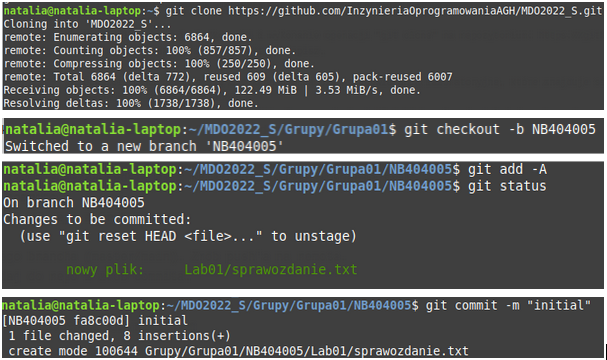 natalia@natalia-laptop:~$ git clone https://github.com/InzynieriaOprogramowaniaAGH/MDO2022_S.git
Cloning into 'MDO2022_S'...
remote: Enumerating objects: 6864, done.
remote: Counting objects: 100% (857/857), done.
remote: Compressing objects: 100% (250/250), done.
remote: Total 6864 (delta 772), reused 609 (delta 605), pack-reused 6007
Receiving objects: 100% (6864/6864), 122.49 MiB | 3.53 MiB/s, done.
Resolving deltas: 100% (1738/1738), done.
natalia@natalia-laptop:~/MDO2022_S/Grupy/Grupa01$ git checkout -b NB404005
Switched to a new branch 'NB404005'
natalia@natalia-laptop:~/MDO2022_S/Grupy/Grupa01/NB404005$ git add -A
natalia@natalia-laptop:~/MDO2022_S/Grupy/Grupa01/NB404005$ git status
On branch NB404005
Changes to be committed:
  (use "git reset HEAD <file>..." to unstage)
        nowy plik:     Lab01/sprawozdanie.txt
natalia@natalia-laptop:~/MDO2022_S/Grupy/Grupa01/NB404005$ git commit -m "initial"
[NB404005 fa8c00d] initial
 1 file changed, 8 insertions(+)
 create mode 100644 Grupy/Grupa01/NB404005/Lab01/sprawozdanie.txt